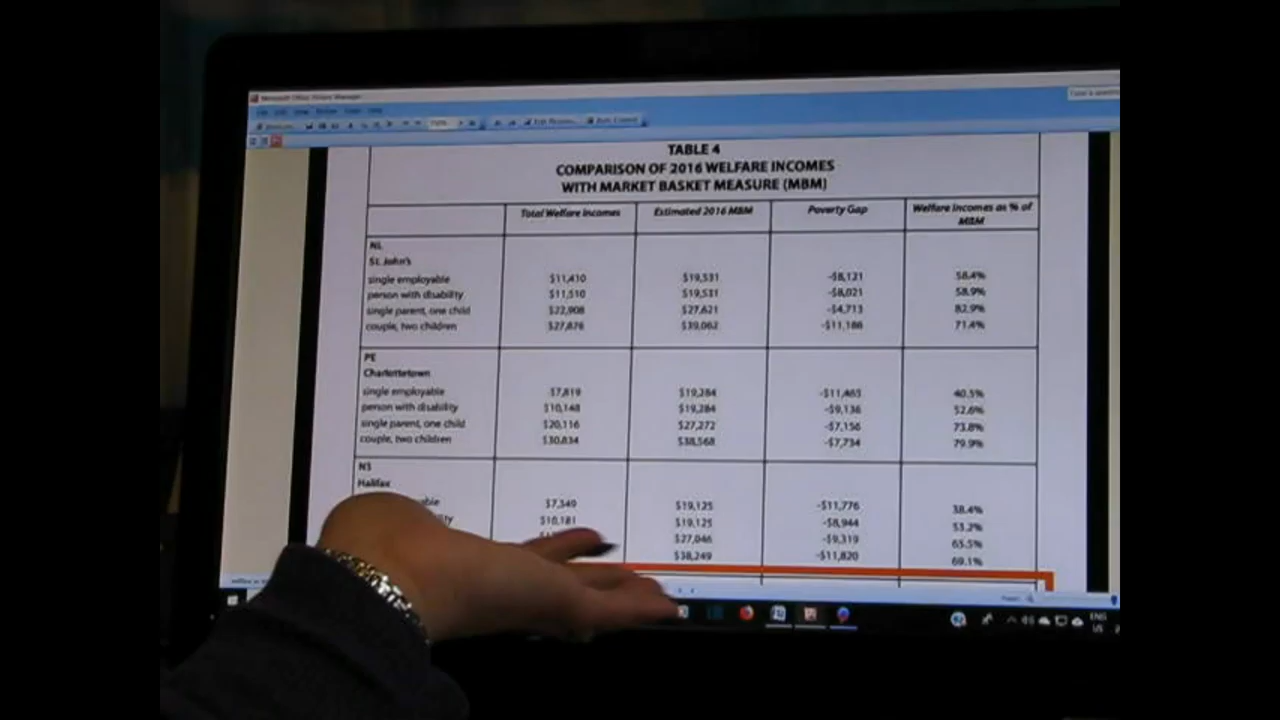 Microsoft Office Picture Manager
TABLE 4
COMPARISON OF 2016 WELFARE INCOMES
WITH MARKET BASKET MEASURE (MBM)
Total Welfare Incomes Estimated 2016 MBM Poverty Gap Welfare Incomes as % of MBM
NL
St. John's
single employable $11,410 $19,531 -$8,121 58.4%
person with disability $11,510 $19,531 -$8,021 58.9%
single parent, one child $22,908 $27,621 -$4,713 82.9%
couple, two children $27,876 $39,062 -$11,186 71.4%
PE
Charlottetown
single employable $7,819 $19,284 -$11,465 40.5%
person with disability $10,148 $19,284 -$9,136 52.6%
single parent, one child $20,116 $27,272 -$7,156 73.8%
couple, two children $30,834 $38,568 -$7,734 79.9%
NS
Halifax
$7,349 $19,125 -$11,776 38.4%
$10,181 $19,125 -$8,944 53.2%
$27,046 -$9,319 65.5%
$38,249 -$11,820 69.1%
ENG